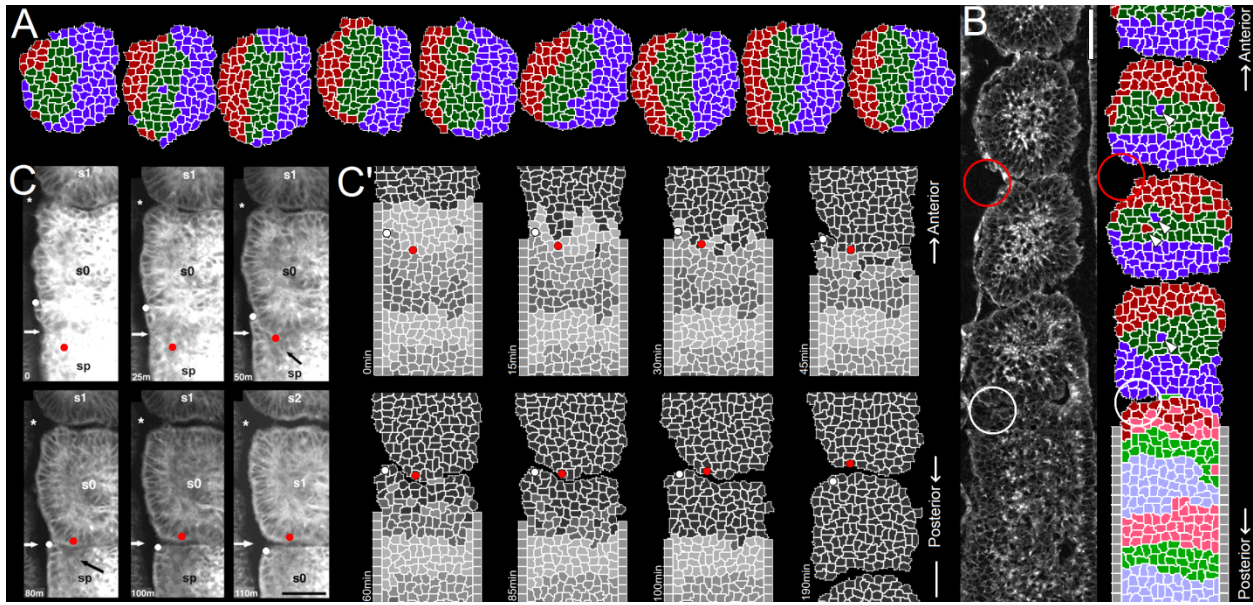 A
B
Anterior
C
s1
*
s0
sp
0
s1
*
s0
sp
25m
s1
*
s0
sp
50m
s1
*
s0
sp
80m
s1
*
s0
sp
100m
s2
*
s1
s0
110m
C'
0min
15min
30min
45min
Anterior
60min
85min
100min
190min
Posterior
Posterior